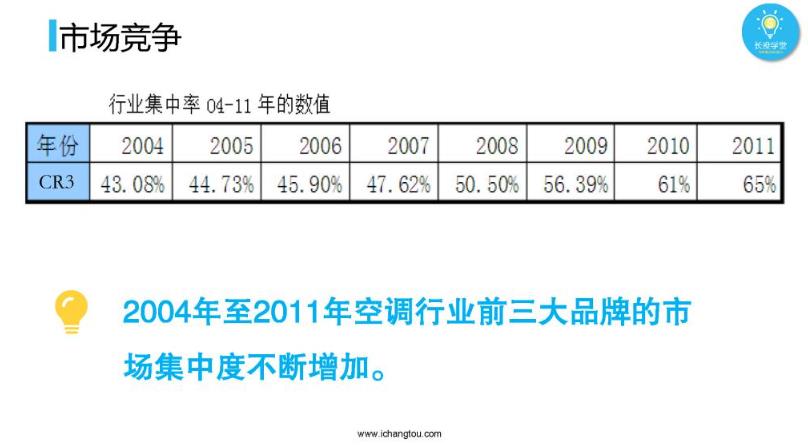 市场竞争
长投学堂
行业集中率 04-11 年的数值
年份 2004 2005 2006 2007 2008 2009 2010 2011
CR3 43.08% 44.73% 45.90% 47.62% 50.50% 56.39% 61% 65%
2004年至2011年空调行业前三大品牌的市
场集中度不断增加。
www.ichangtou.com